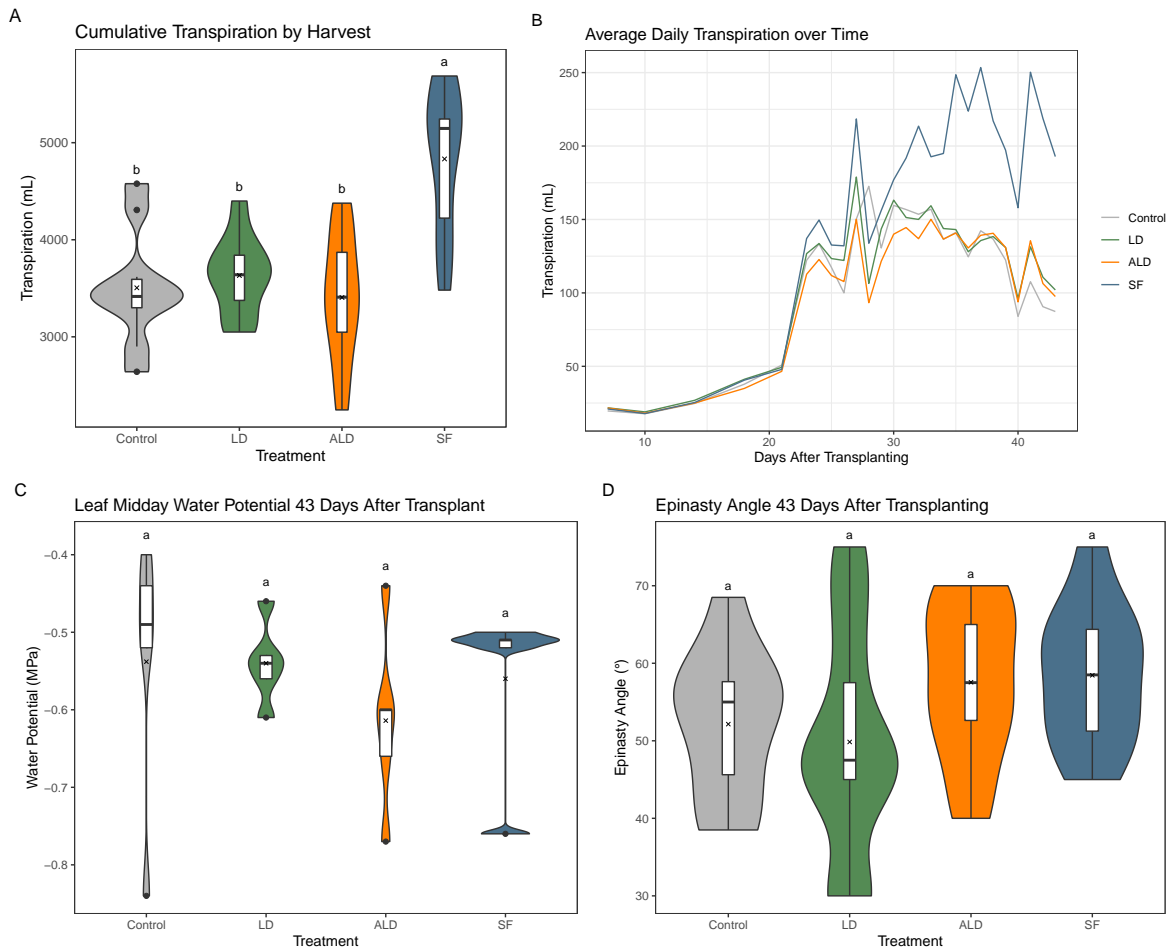 A
Cumulative Transpiration by Harvest
a
b
b
b
5000
4000
3000
Transpiration (mL)
Control
LD
ALD
SF
Treatment
B
Average Daily Transpiration over Time
250
200
150
100
50
Transpiration (mL)
10
20
30
40
Days After Transplanting
Control
LD
ALD
SF
C
Leaf Midday Water Potential 43 Days After Transplant
a
a
a
a
−0.4
−0.5
−0.6
−0.7
−0.8
Water Potential (MPa)
Control
LD
ALD
SF
Treatment
D
Epinasty Angle 43 Days After Transplanting
a
a
a
a
70
60
50
40
30
Epinasty Angle (°)
Control
LD
ALD
SF
Treatment